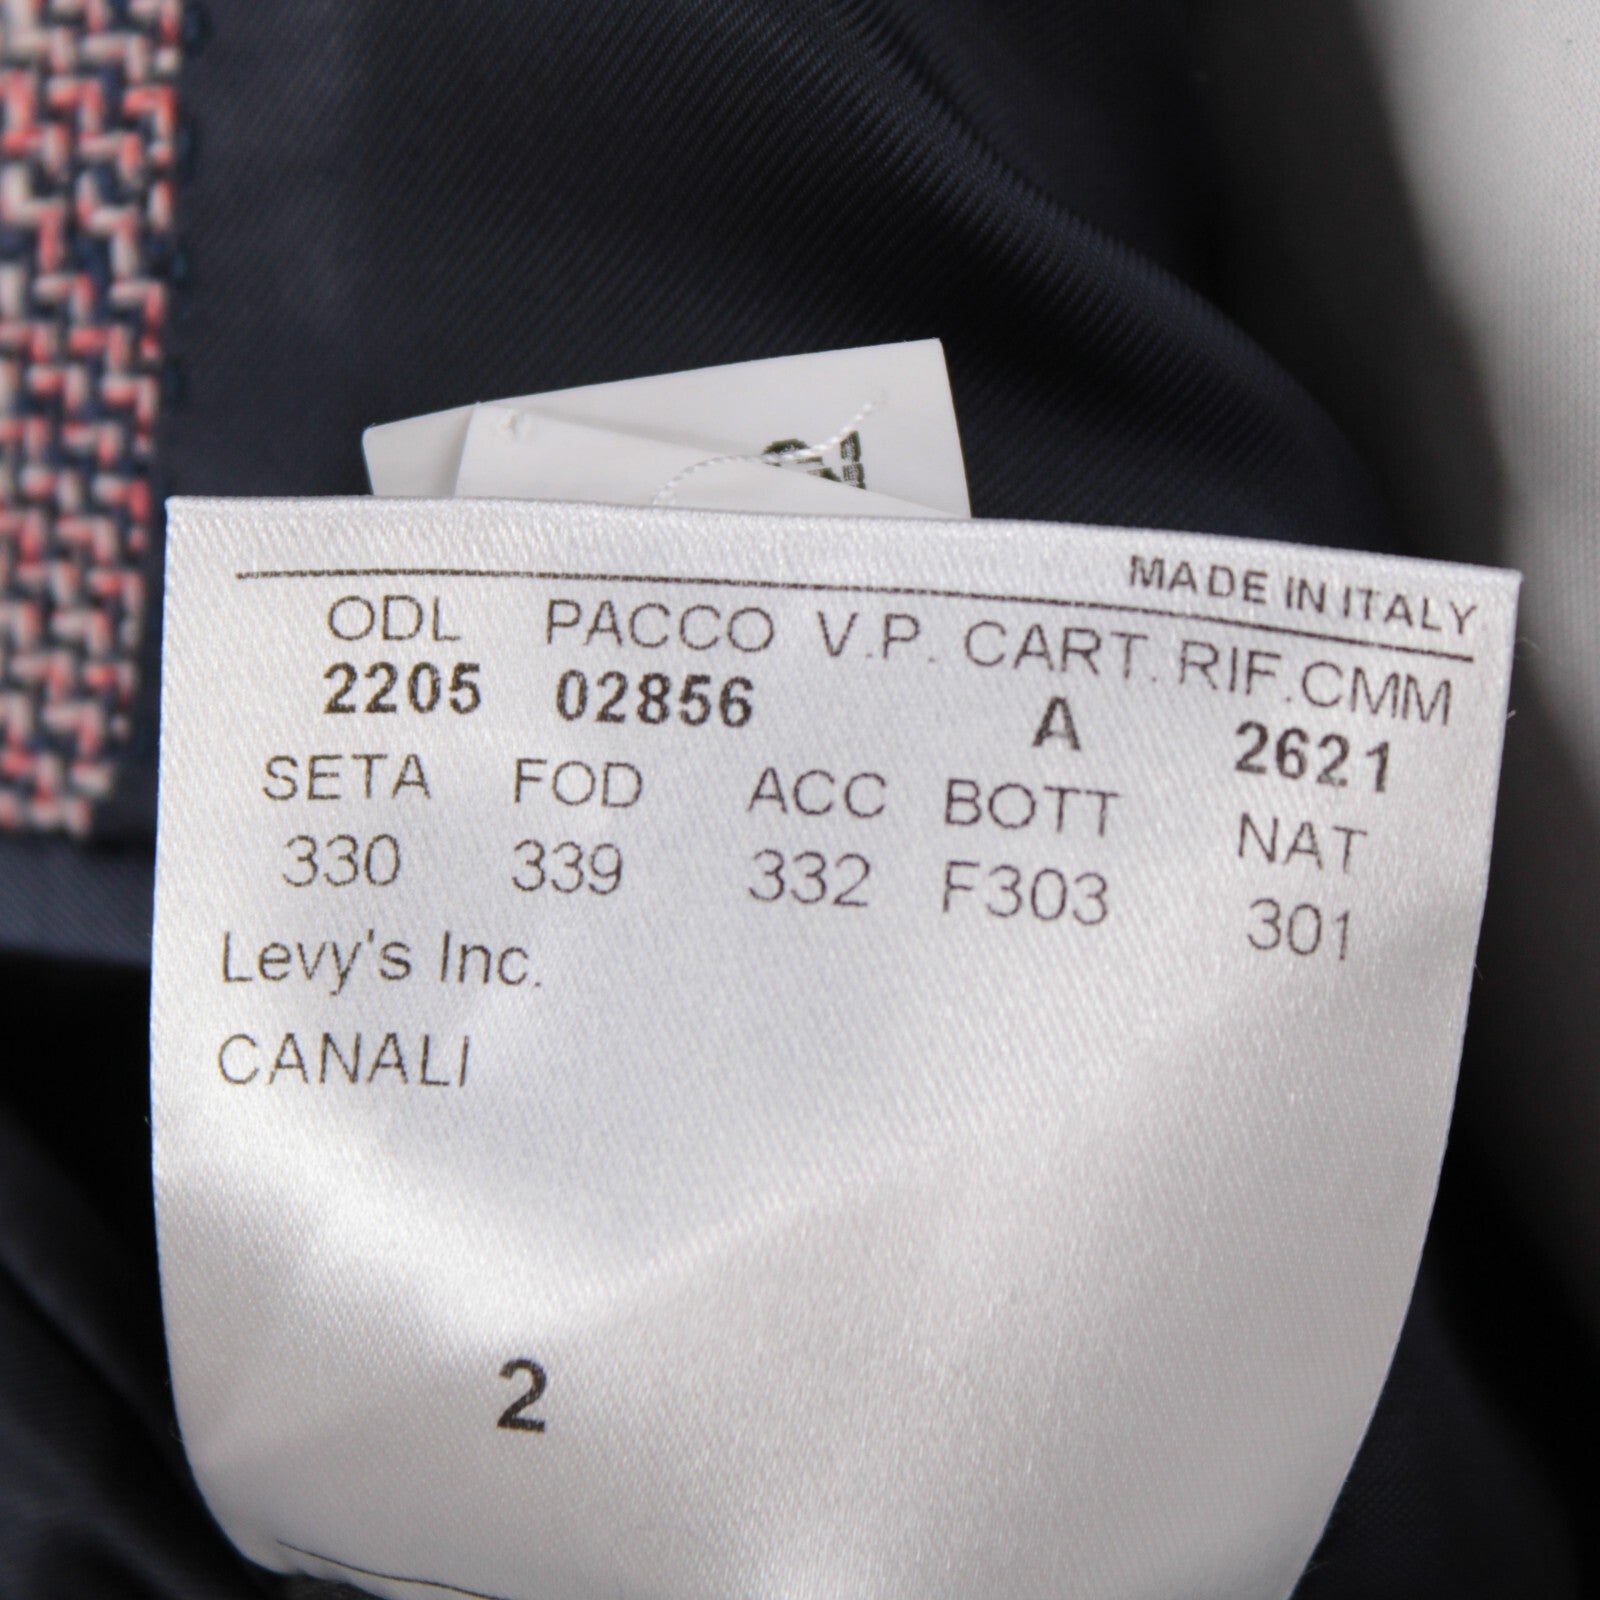 MADE IN ITALY
ODL PACCO V.P. CART. RIF.CMM
2205 02856 A 2621
SETA FOD ACC BOTT NAT
330 339 332 F303 301
Levy's Inc.
CANALI
2